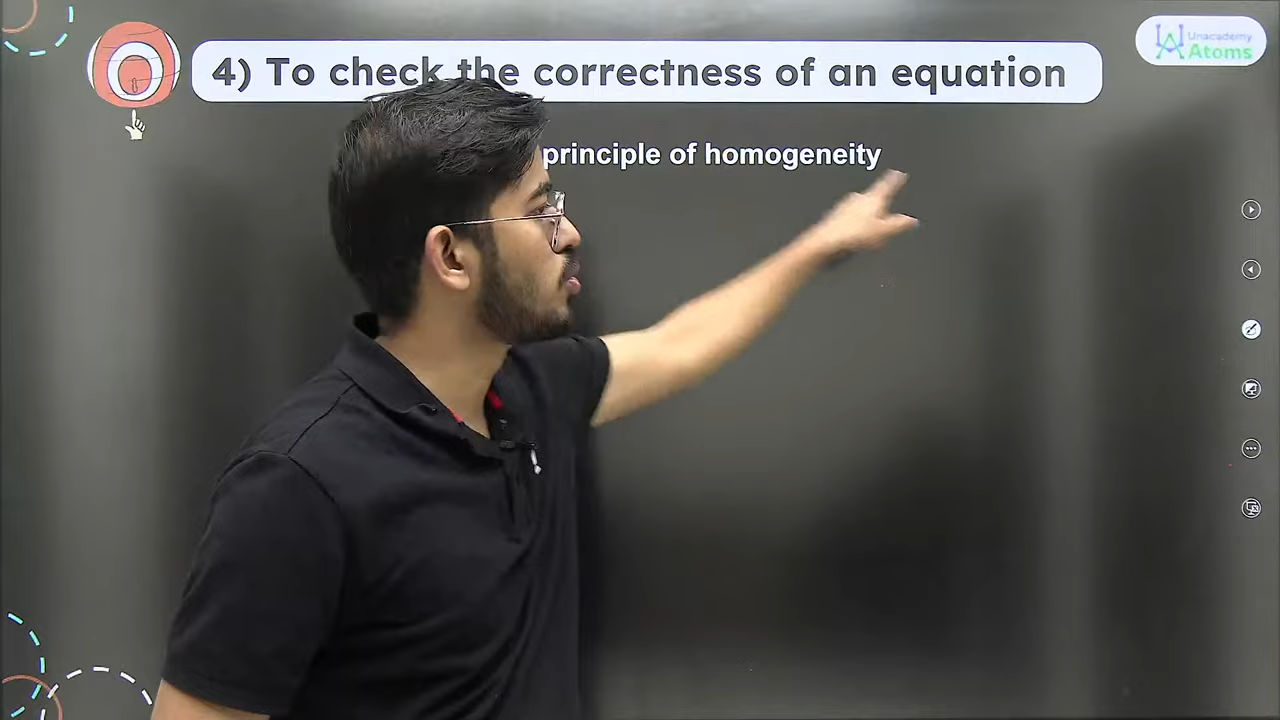 Unacademy
Atoms
4) To check the correctness of an equation
principle of homogeneity